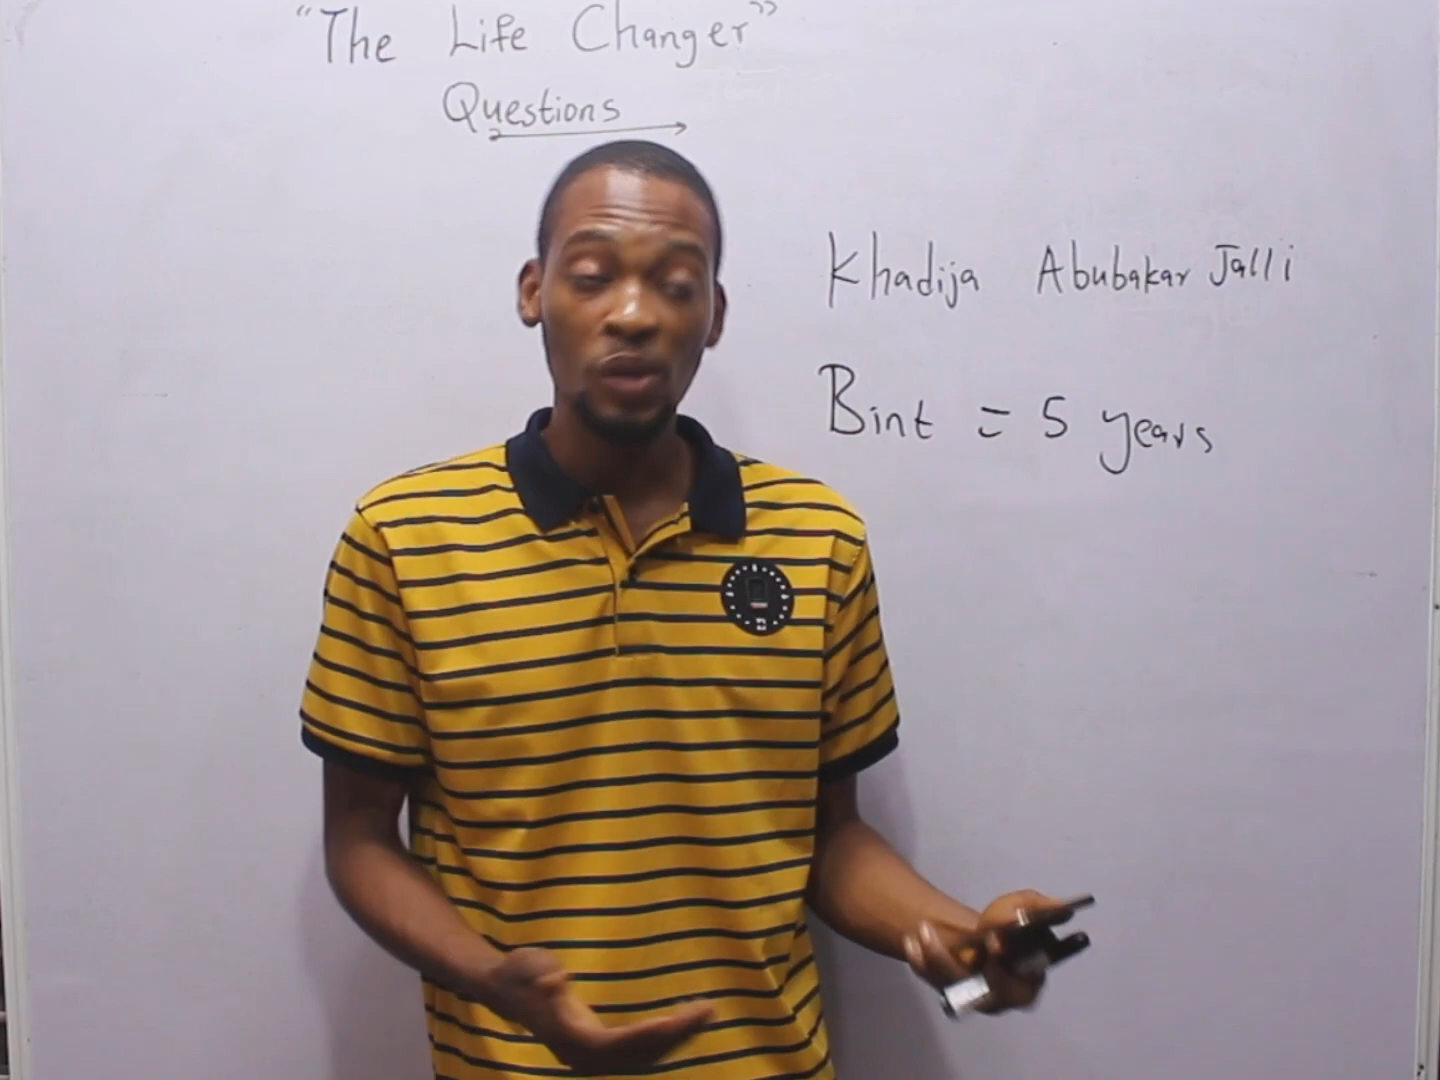 "The Life Changer"
Questions
Khadija Abubakar Jalli
Bint = 5 years